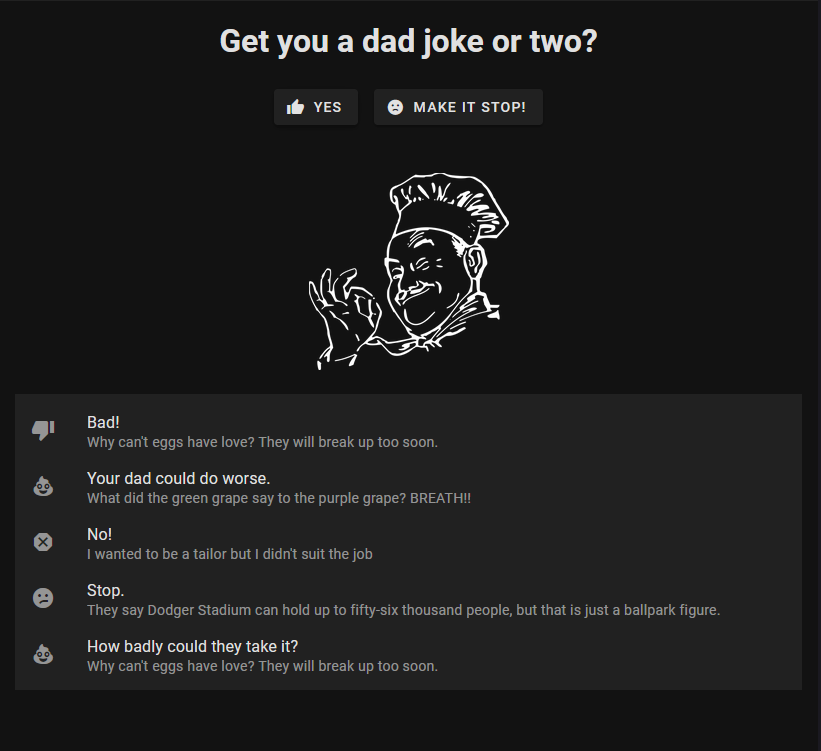 Get you a dad joke or two?
YES
MAKE IT STOP!
Bad!
Why can't eggs have love? They will break up too soon.
Your dad could do worse.
What did the green grape say to the purple grape? BREATH!!
No!
I wanted to be a tailor but I didn't suit the job
Stop.
They say Dodger Stadium can hold up to fifty-six thousand people, but that is just a ballpark figure.
How badly could they take it?
Why can't eggs have love? They will break up too soon.